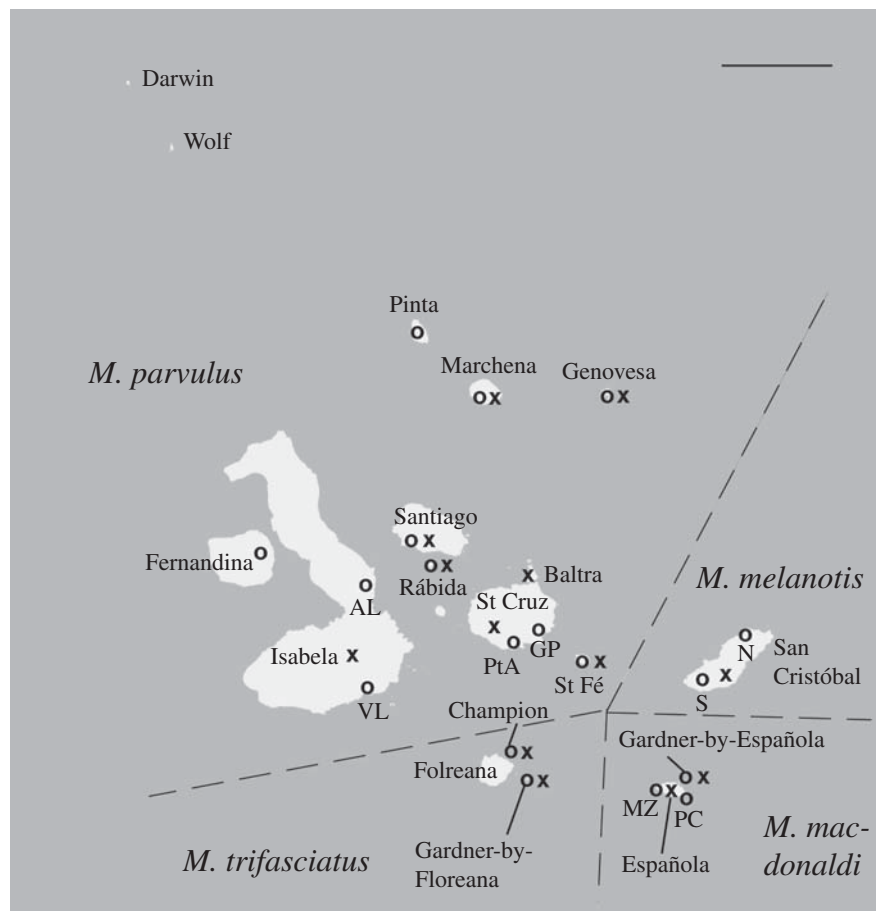 Darwin
Wolf
Pinta
Marchena
Genovesa
M. parvulus
o
o x
o x
Santiago
o x
Fernandina o
o x
Rábida
x Baltra
M. melanotis
o
AL
St Cruz
x
o
o
GP
PtA
o
N
San
Cristóbal
Isabela x
o x
St Fé
o x
S
o
VL
Champion
o x
Folreana
o x
Gardner-by-Española
o x
o x
MZ
o
PC
M. mac-
donaldi
M. trifasciatus
Gardner-by-
Floreana
Española